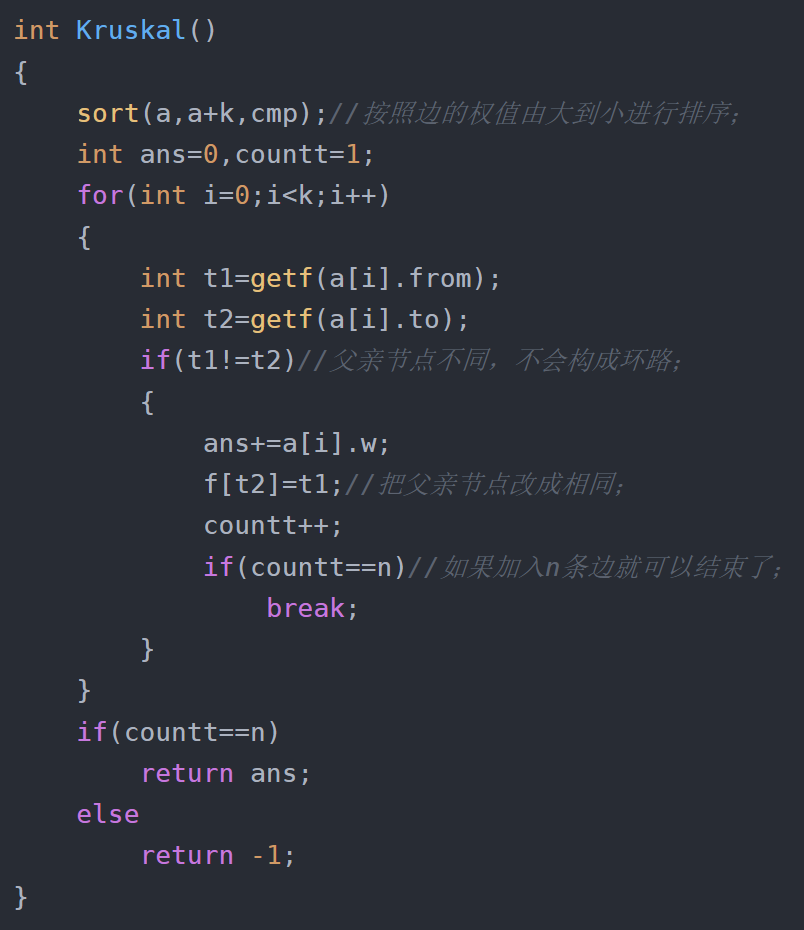 int Kruskal()
{
    sort(a,a+k,cmp);//按照边的权值由大到小进行排序;
    int ans=0,countt=1;
    for(int i=0;i<k;i++)
    {
        int t1=getf(a[i].from);
        int t2=getf(a[i].to);
        if(t1!=t2)//父亲节点不同，不会构成环路;
        {
            ans+=a[i].w;
            f[t2]=t1;//把父亲节点改成相同;
            countt++;
            if(countt==n)//如果加入n条边就可以结束了;
                break;
        }
    }
    if(countt==n)
        return ans;
    else
        return -1;
}